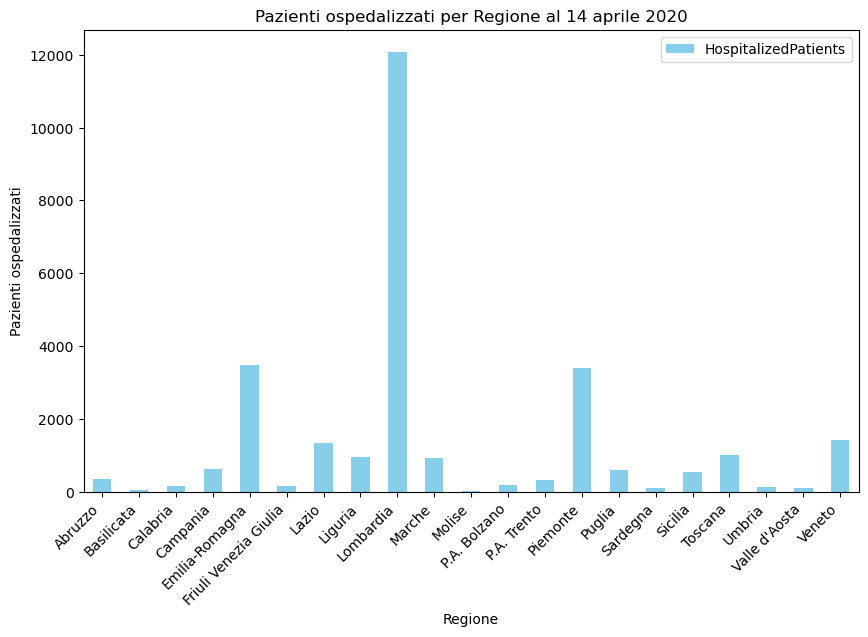 Pazienti ospedalizzati per Regione al 14 aprile 2020
HospitalizedPatients
Pazienti ospedalizzati
12000
10000
8000
6000
4000
2000
0
Abruzzo
Basilicata
Calabria
Campania
Emilia-Romagna
Friuli Venezia Giulia
Lazio
Liguria
Lombardia
Marche
Molise
P.A. Bolzano
P.A. Trento
Piemonte
Puglia
Sardegna
Sicilia
Toscana
Umbria
Valle d'Aosta
Veneto
Regione